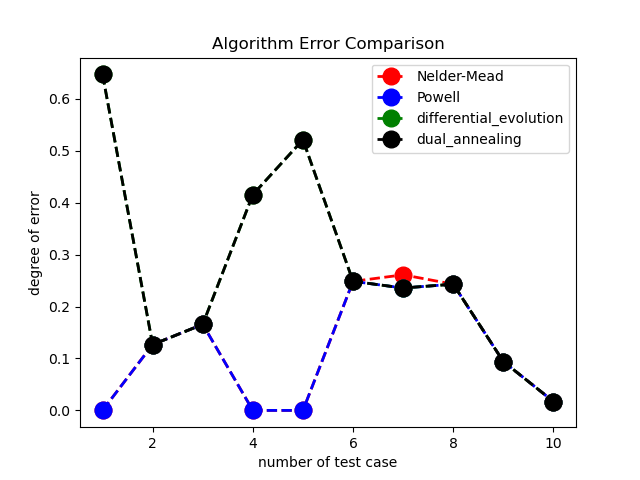 Algorithm Error Comparison
Nelder-Mead
Powell
differential_evolution
dual_annealing
degree of error
0.6
0.5
0.4
0.3
0.2
0.1
0.0
2
4
6
8
10
number of test case